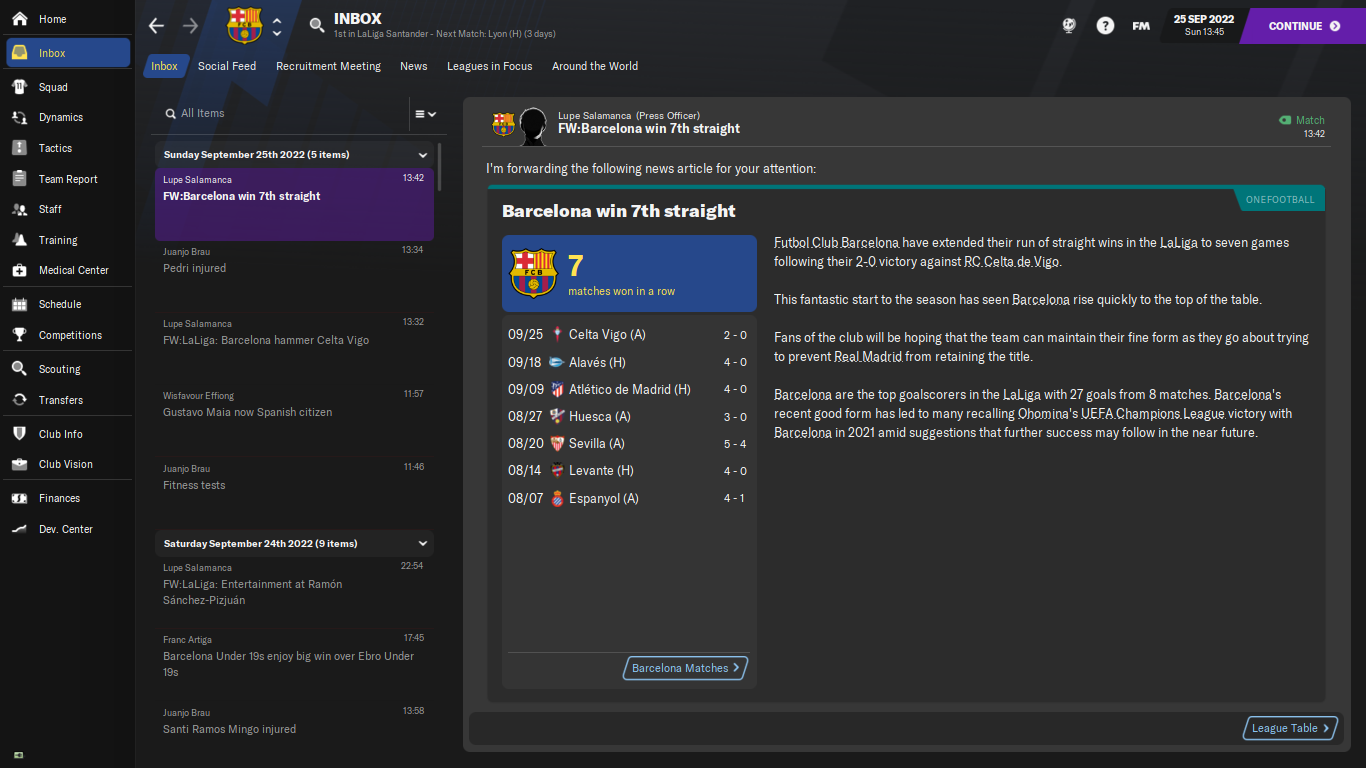 Home
Inbox
Squad
Dynamics
Tactics
Team Report
Staff
Training
Medical Center
Schedule
Competitions
Scouting
Transfers
Club Info
Club Vision
Finances
Dev. Center
INBOX
1st in LaLiga Santander - Next Match: Lyon (H) (3 days)
FM
25 SEP 2022
Sun 13:45
CONTINUE
Inbox
Social Feed
Recruitment Meeting
News
Leagues in Focus
Around the World
All Items
Sunday September 25th 2022 (5 items)
Lupe Salamanca 13:42
FW:Barcelona win 7th straight
Juanjo Brau 13:34
Pedri injured
Lupe Salamanca 13:32
FW:LaLiga: Barcelona hammer Celta Vigo
Wisfavour Effiong 11:57
Gustavo Maia now Spanish citizen
Juanjo Brau 11:46
Fitness tests
Saturday September 24th 2022 (9 items)
Lupe Salamanca 22:54
FW:LaLiga: Entertainment at Ramón
Sánchez-Pizjuán
Franc Artiga 17:45
Barcelona Under 19s enjoy big win over Ebro Under
19s
Juanjo Brau 13:58
Santi Ramos Mingo injured
Lupe Salamanca (Press Officer)
FW:Barcelona win 7th straight
Match
13:42
I'm forwarding the following news article for your attention:
ONEFOOTBALL
Barcelona win 7th straight
FCB
7
matches won in a row
09/25 Celta Vigo (A) 2 - 0
09/18 Alavés (H) 4 - 0
09/09 Atlético de Madrid (H) 4 - 0
08/27 Huesca (A) 3 - 0
08/20 Sevilla (A) 5 - 4
08/14 Levante (H) 4 - 0
08/07 Espanyol (A) 4 - 1
Barcelona Matches
Futbol Club Barcelona have extended their run of straight wins in the LaLiga to seven games
following their 2-0 victory against RC Celta de Vigo.
This fantastic start to the season has seen Barcelona rise quickly to the top of the table.
Fans of the club will be hoping that the team can maintain their fine form as they go about trying
to prevent Real Madrid from retaining the title.
Barcelona are the top goalscorers in the LaLiga with 27 goals from 8 matches. Barcelona's
recent good form has led to many recalling Ohomina's UEFA Champions League victory with
Barcelona in 2021 amid suggestions that further success may follow in the near future.
League Table